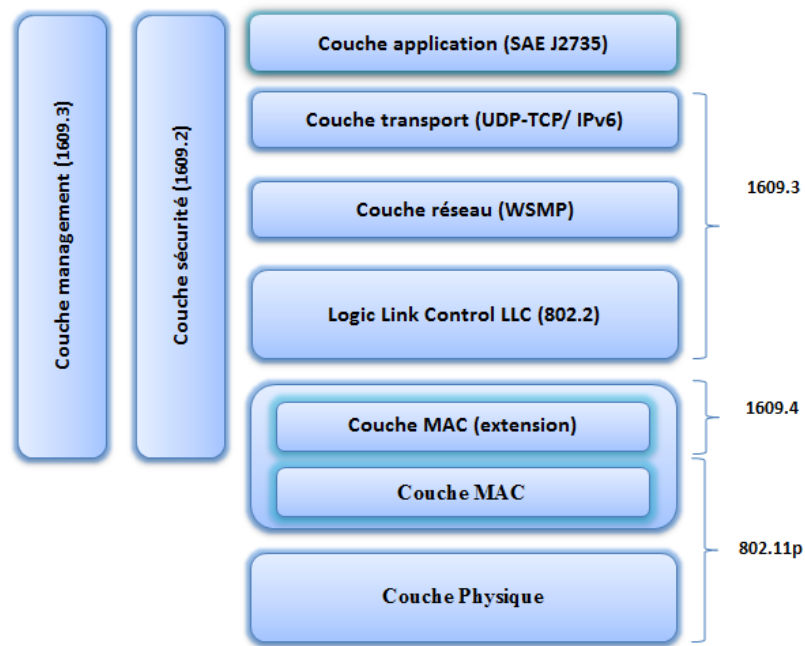 Couche management (1609.3)
Couche sécurité (1609.2)
Couche application (SAE J2735)
Couche transport (UDP-TCP/ IPv6)
Couche réseau (WSMP)
Logic Link Control LLC (802.2)
1609.3
Couche MAC (extension)
1609.4
Couche MAC
802.11p
Couche Physique